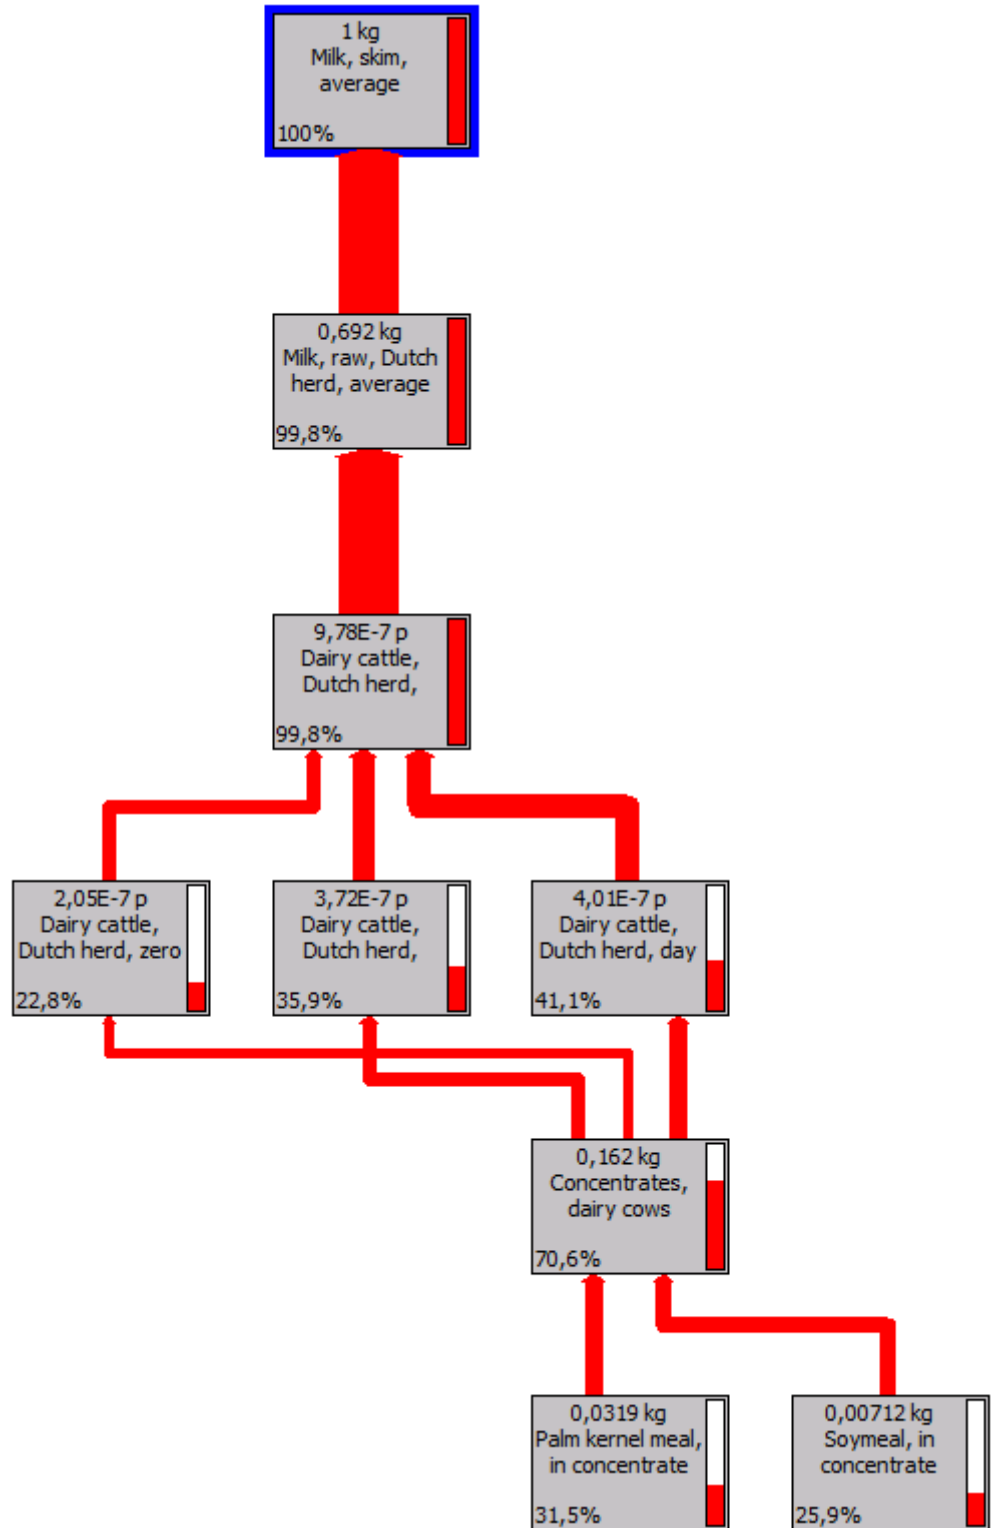 1 kg
Milk, skim,
average
100%
0,692 kg
Milk, raw, Dutch
herd, average
99,8%
9,78E-7 p
Dairy cattle,
Dutch herd,
99,8%
2,05E-7 p
Dairy cattle,
Dutch herd, zero
22,8%
3,72E-7 p
Dairy cattle,
Dutch herd,
35,9%
4,01E-7 p
Dairy cattle,
Dutch herd, day
41,1%
0,162 kg
Concentrates,
dairy cows
70,6%
0,0319 kg
Palm kernel meal,
in concentrate
31,5%
0,00712 kg
Soymeal, in
concentrate
25,9%